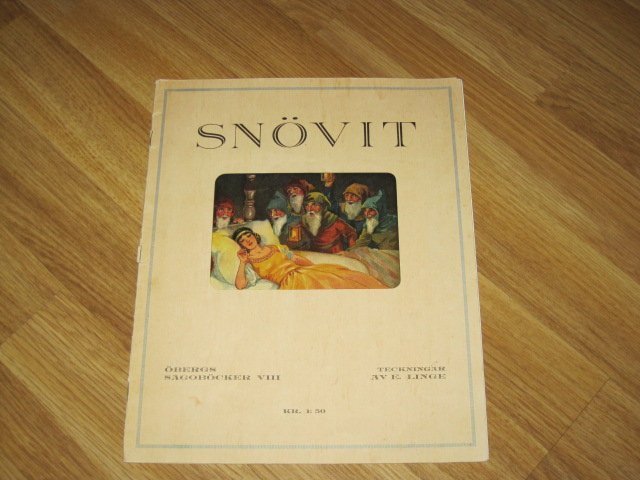 SNÖVIT
ÖBERGS
SAGOBÖCKER VIII
TECKNINGAR
AV E. LINGE
KR. 1:50